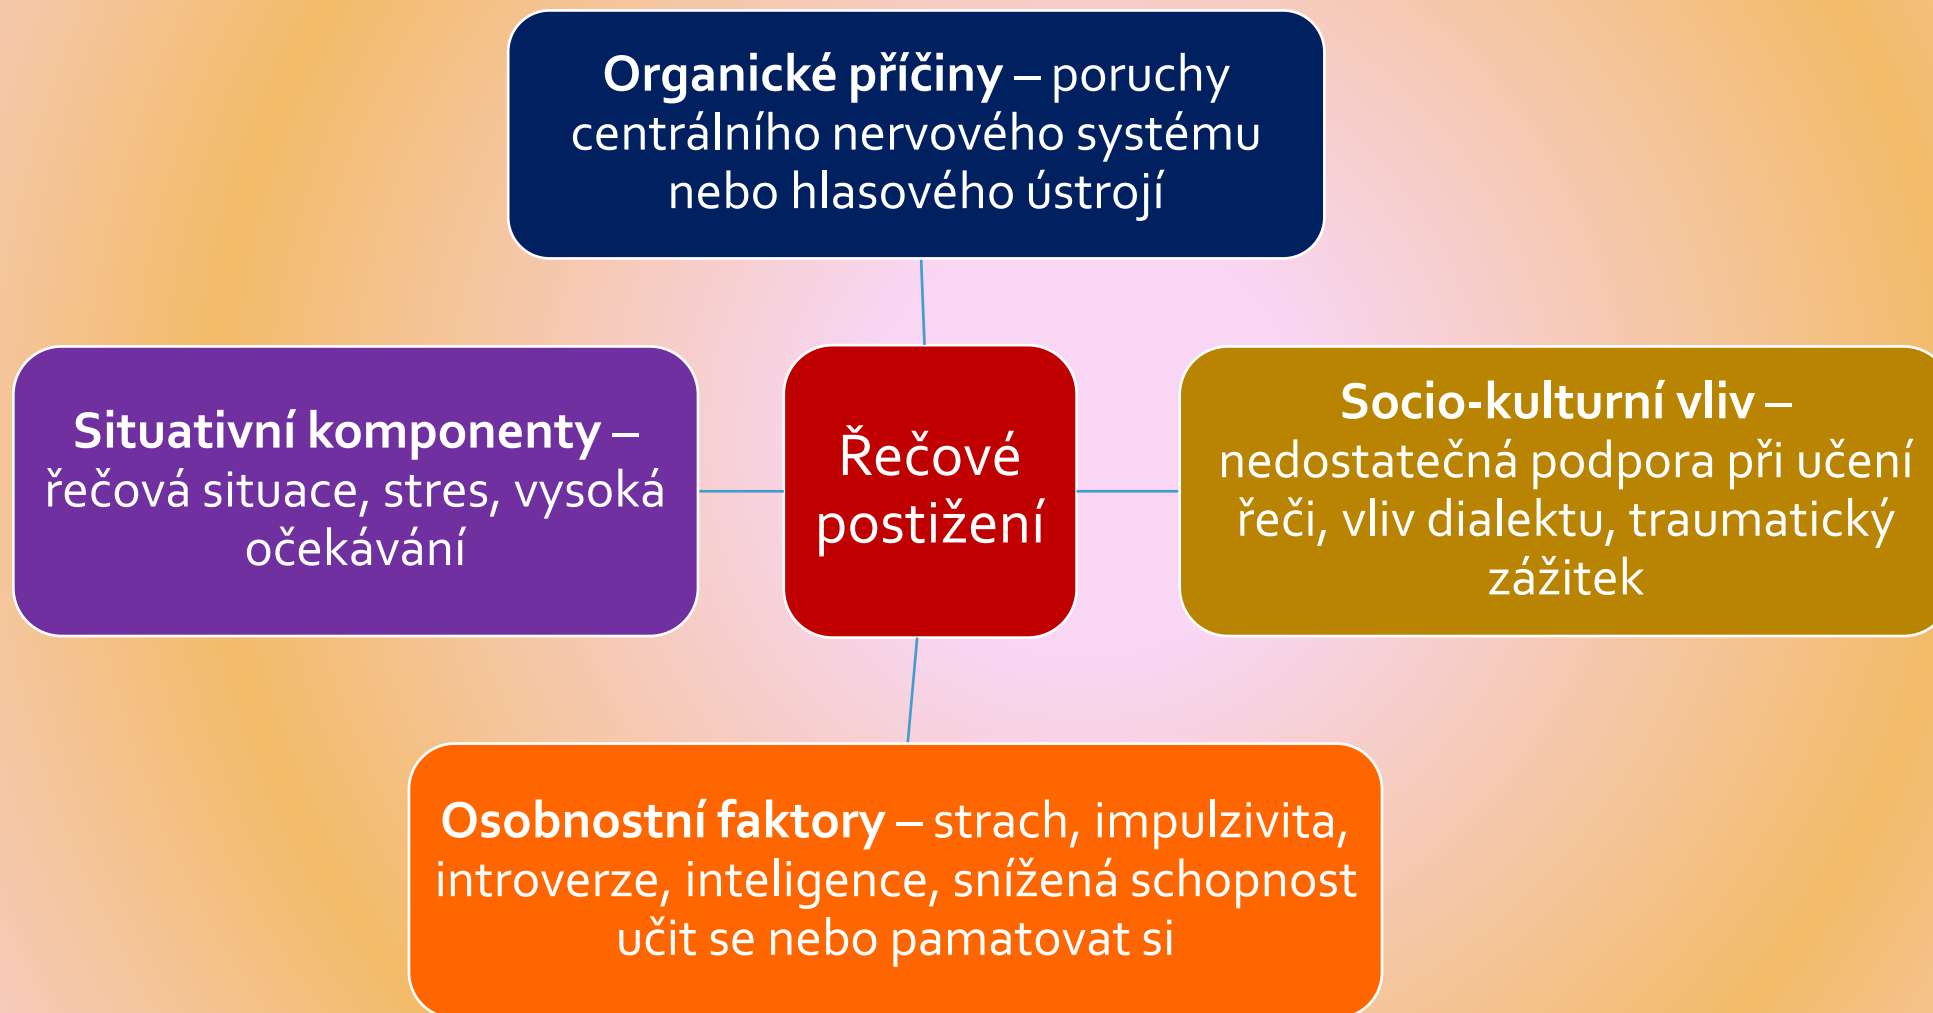 Organické příčiny – poruchy
centrálního nervového systému
nebo hlasového ústrojí
Situativní komponenty –
řečová situace, stres, vysoká
očekávání
Řečové
postižení
Socio-kulturní vliv –
nedostatečná podpora při učení
řeči, vliv dialektu, traumatický
zážitek
Osobnostní faktory – strach, impulzivita,
introverze, inteligence, snížená schopnost
učit se nebo pamatovat si